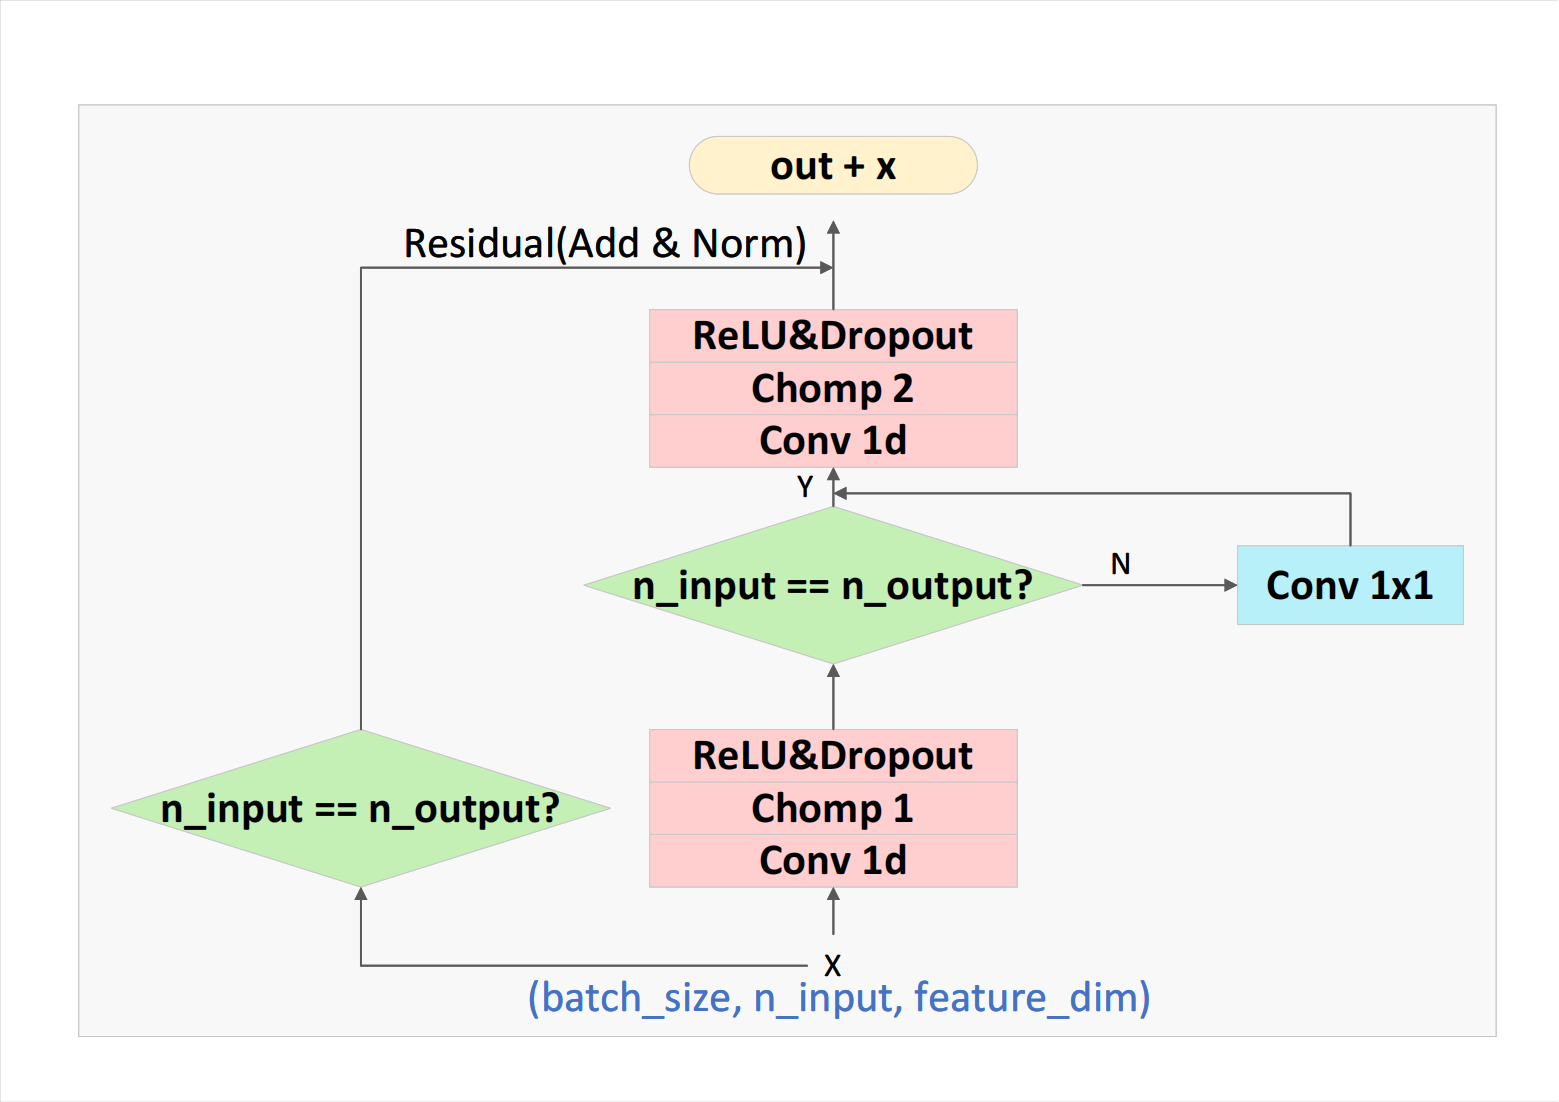 out + x
Residual(Add & Norm)
ReLU&Dropout
Chomp 2
Conv 1d
Y
n_input == n_output?
N
Conv 1x1
ReLU&Dropout
Chomp 1
Conv 1d
n_input == n_output?
X
(batch_size, n_input, feature_dim)